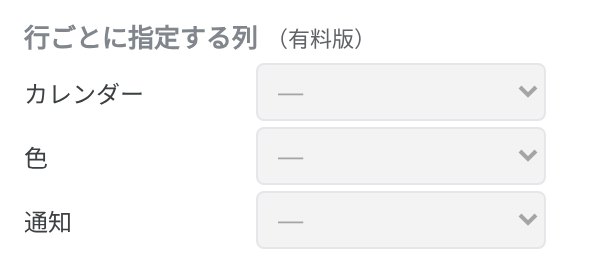 行ごとに指定する列 （有料版）
カレンダー —
色 —
通知 —